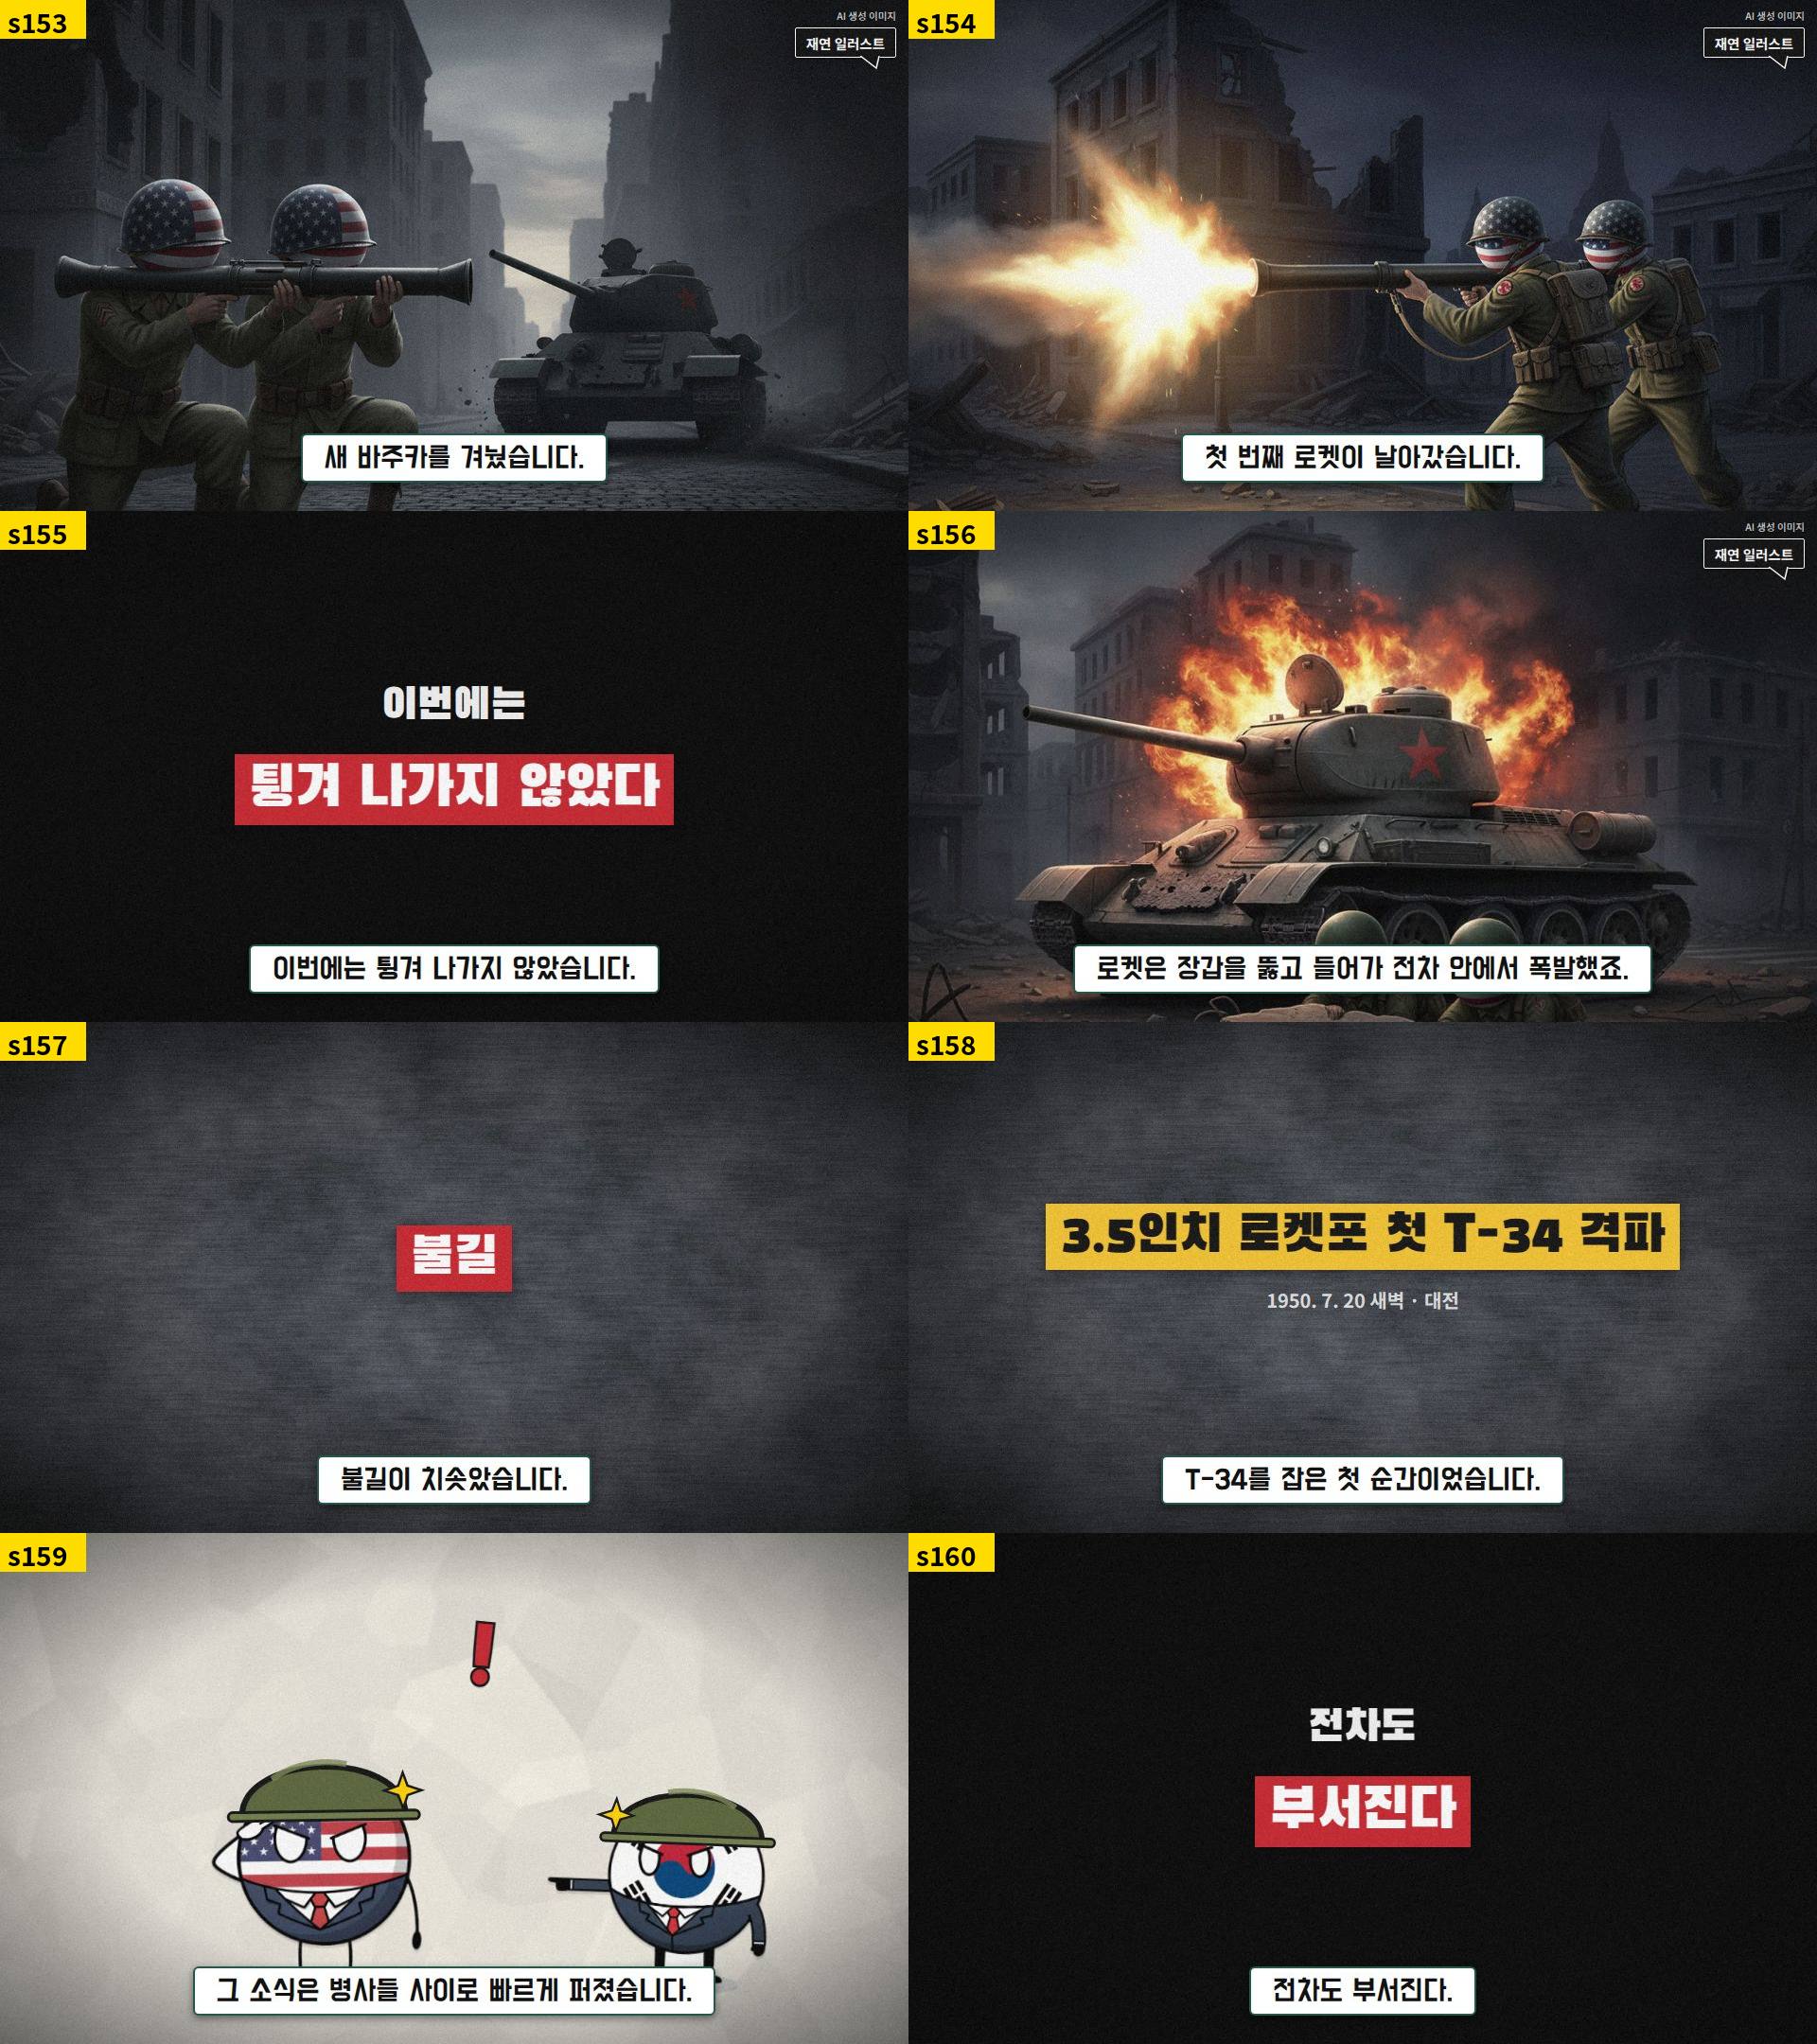 s153
AI 생성 이미지
재연 일러스트
새 바주카를 겨눴습니다.
s154
AI 생성 이미지
재연 일러스트
첫 번째 로켓이 날아갔습니다.
s155
이번에는
튕겨 나가지 않았다
이번에는 튕겨 나가지 않았습니다.
s156
AI 생성 이미지
재연 일러스트
로켓은 장갑을 뚫고 들어가 전차 안에서 폭발했죠.
s157
불길
불길이 치솟았습니다.
s158
3.5인치 로켓포 첫 T-34 격파
1950. 7. 20 새벽 · 대전
T-34를 잡은 첫 순간이었습니다.
s159
그 소식은 병사들 사이로 빠르게 퍼졌습니다.
s160
전차도
부서진다
전차도 부서진다.